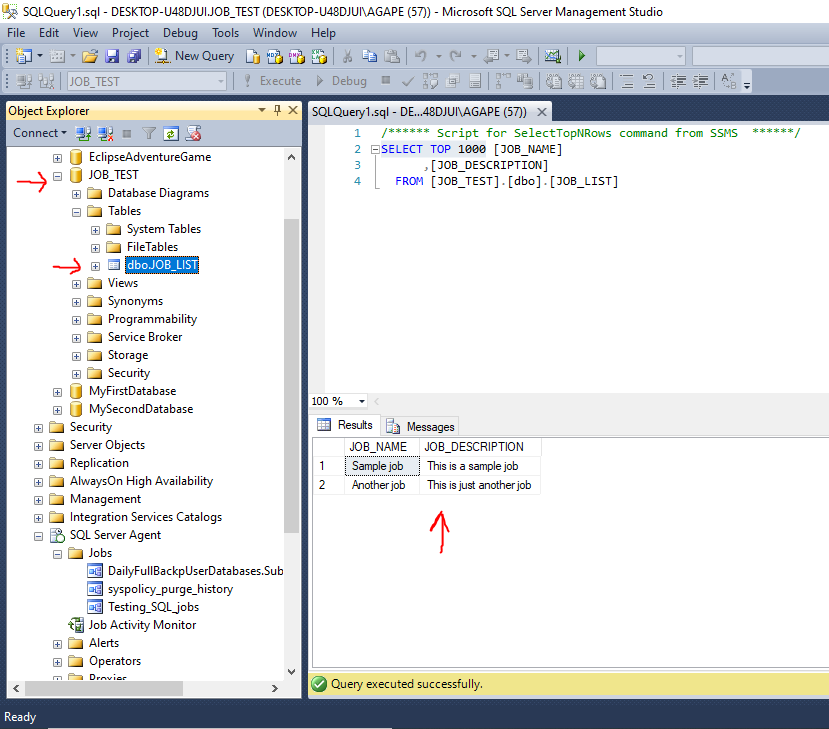 SQLQuery1.sql - DESKTOP-U48DJUI.JOB_TEST (DESKTOP-U48DJUI\AGAPE (57)) - Microsoft SQL Server Management Studio
File Edit View Project Debug Tools Window Help
New Query
JOB_TEST Execute Debug
Object Explorer
Connect
EclipseAdventureGame
JOB_TEST
Database Diagrams
Tables
System Tables
FileTables
dbo.JOB_LIST
Views
Synonyms
Programmability
Service Broker
Storage
Security
MyFirstDatabase
MySecondDatabase
Security
Server Objects
Replication
AlwaysOn High Availability
Management
Integration Services Catalogs
SQL Server Agent
Jobs
DailyFullBackpUserDatabases.Sub
syspolicy_purge_history
Testing_SQL_jobs
Job Activity Monitor
Alerts
Operators
Proxies
SQLQuery1.sql - DE...48DJUI\AGAPE (57))
1 /****** Script for SelectTopNRows command from SSMS ******/
2 SELECT TOP 1000 [JOB_NAME]
3 ,[JOB_DESCRIPTION]
4 FROM [JOB_TEST].[dbo].[JOB_LIST]
100 %
Results Messages
JOB_NAME JOB_DESCRIPTION
1 Sample job This is a sample job
2 Another job This is just another job
Query executed successfully.
Ready